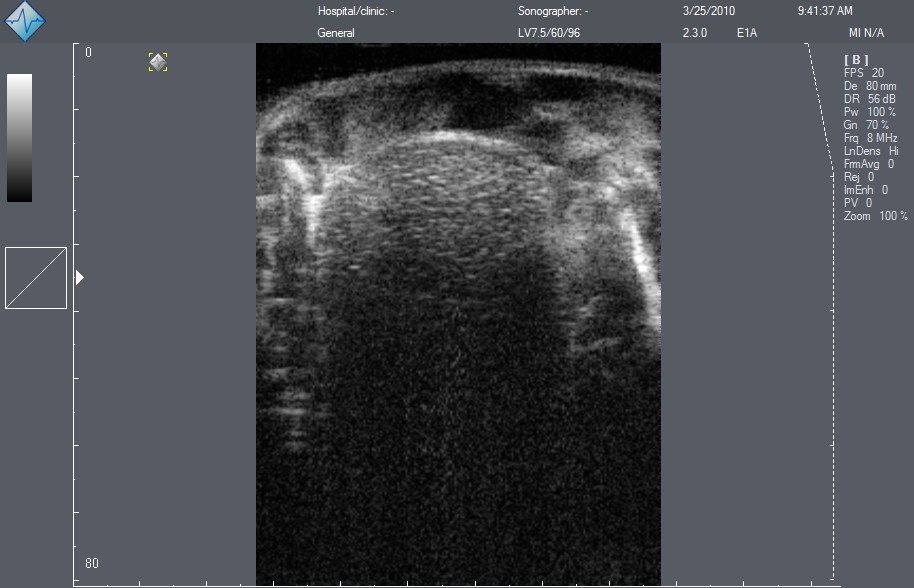 Hospital/clinic: - Sonographer: - 3/25/2010 9:41:37 AM
General LV7.5/60/96 2.3.0 E1A MI N/A
0
[ B ]
FPS 20
De 80 mm
DR 56 dB
Pw 100 %
Gn 70 %
Frq 8 MHz
LnDens Hi
FrmAvg 0
Rej 0
ImEnh 0
PV 0
Zoom 100 %
80